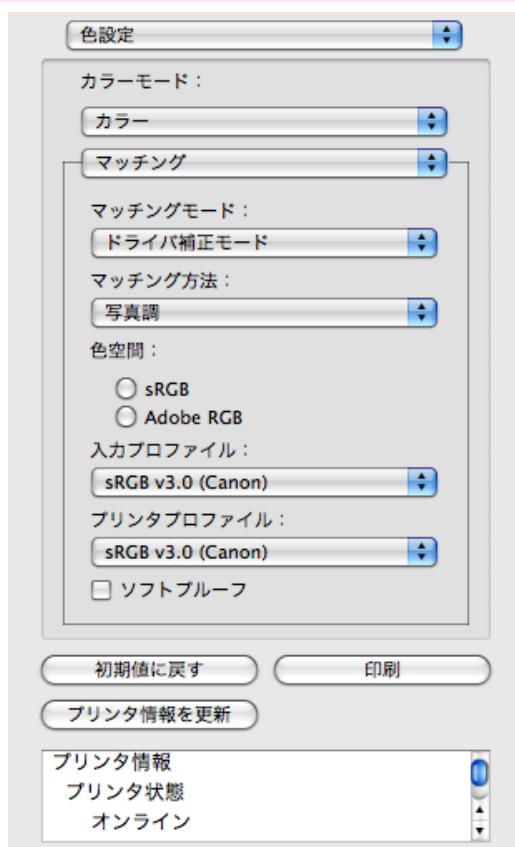 色設定
カラーモード：
カラー
マッチング
マッチングモード：
ドライバ補正モード
マッチング方法：
写真調
色空間：
sRGB
Adobe RGB
入力プロファイル：
sRGB v3.0 (Canon)
プリンタプロファイル：
sRGB v3.0 (Canon)
ソフトプルーフ
初期値に戻す 印刷
プリンタ情報を更新
プリンタ情報
プリンタ状態
オンライン